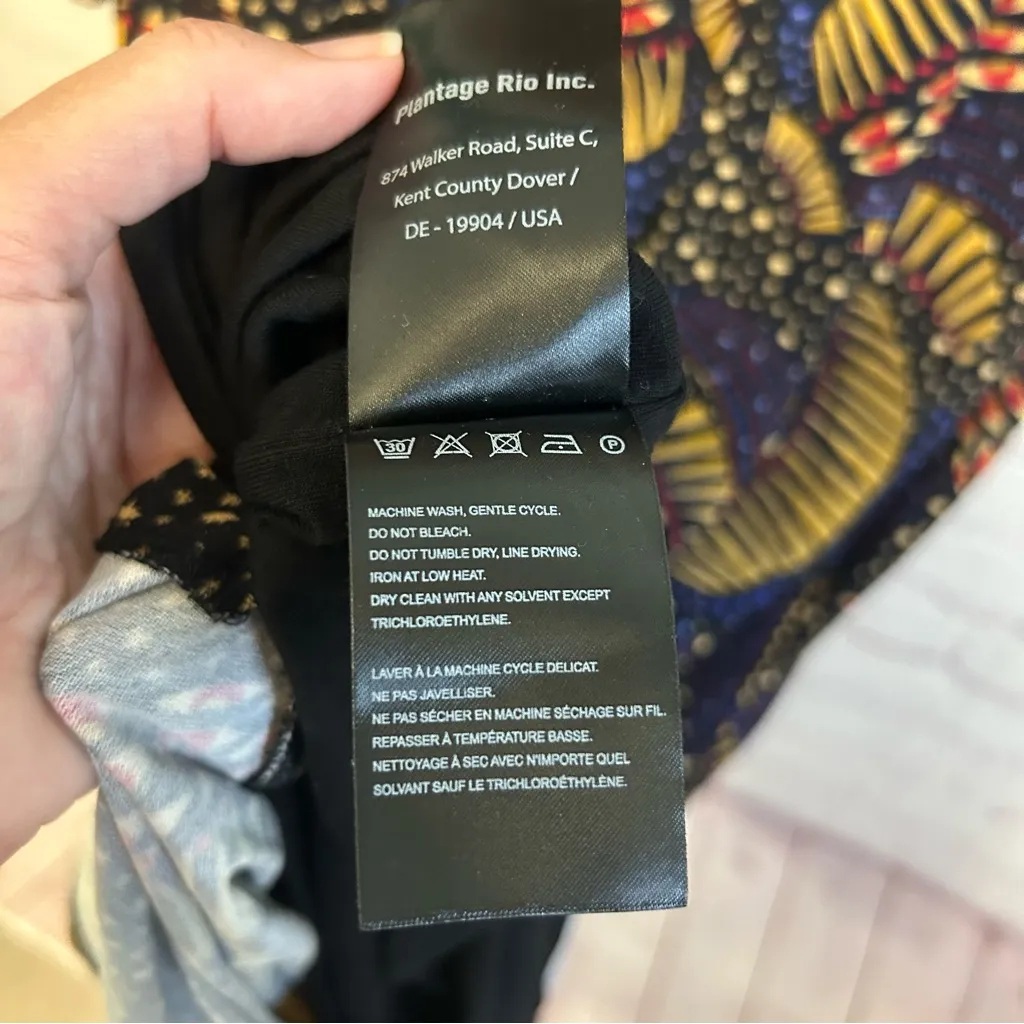 Plantage Rio Inc.
874 Walker Road, Suite C,
Kent County Dover /
DE - 19904 / USA
30
P
MACHINE WASH, GENTLE CYCLE.
DO NOT BLEACH.
DO NOT TUMBLE DRY, LINE DRYING.
IRON AT LOW HEAT.
DRY CLEAN WITH ANY SOLVENT EXCEPT
TRICHLOROETHYLENE.
LAVER À LA MACHINE CYCLE DELICAT.
NE PAS JAVELLISER.
NE PAS SÉCHER EN MACHINE SÉCHAGE SUR FIL.
REPASSER À TEMPÉRATURE BASSE.
NETTOYAGE À SEC AVEC N'IMPORTE QUEL
SOLVANT SAUF LE TRICHLOROÉTHYLÈNE.